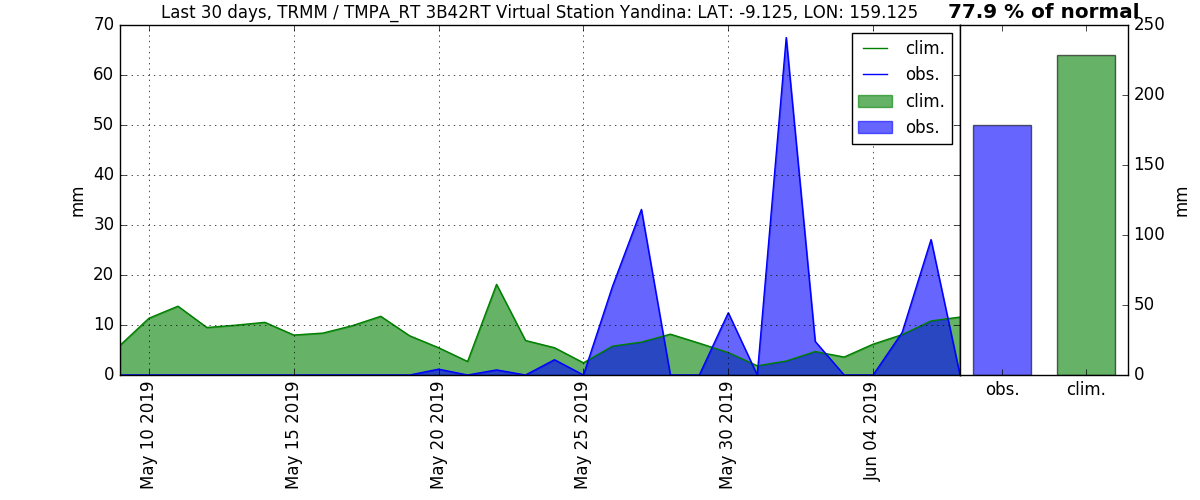 Last 30 days, TRMM / TMPA_RT 3B42RT Virtual Station Yandina: LAT: -9.125, LON: 159.125
77.9 % of normal
70
60
50
40
30
20
10
0
mm
clim.
obs.
clim.
obs.
250
200
150
100
50
0
mm
May 10 2019
May 15 2019
May 20 2019
May 25 2019
May 30 2019
Jun 04 2019
obs.
clim.